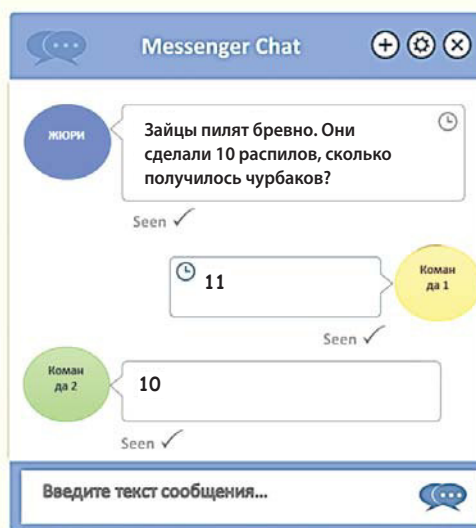 Messenger Chat
ЖЮРИ
Зайцы пилят бревно. Они
сделали 10 распилов, сколько
получилось чурбаков?
Seen
11
Коман
да 1
Seen
Коман
да 2
10
Seen
Введите текст сообщения...